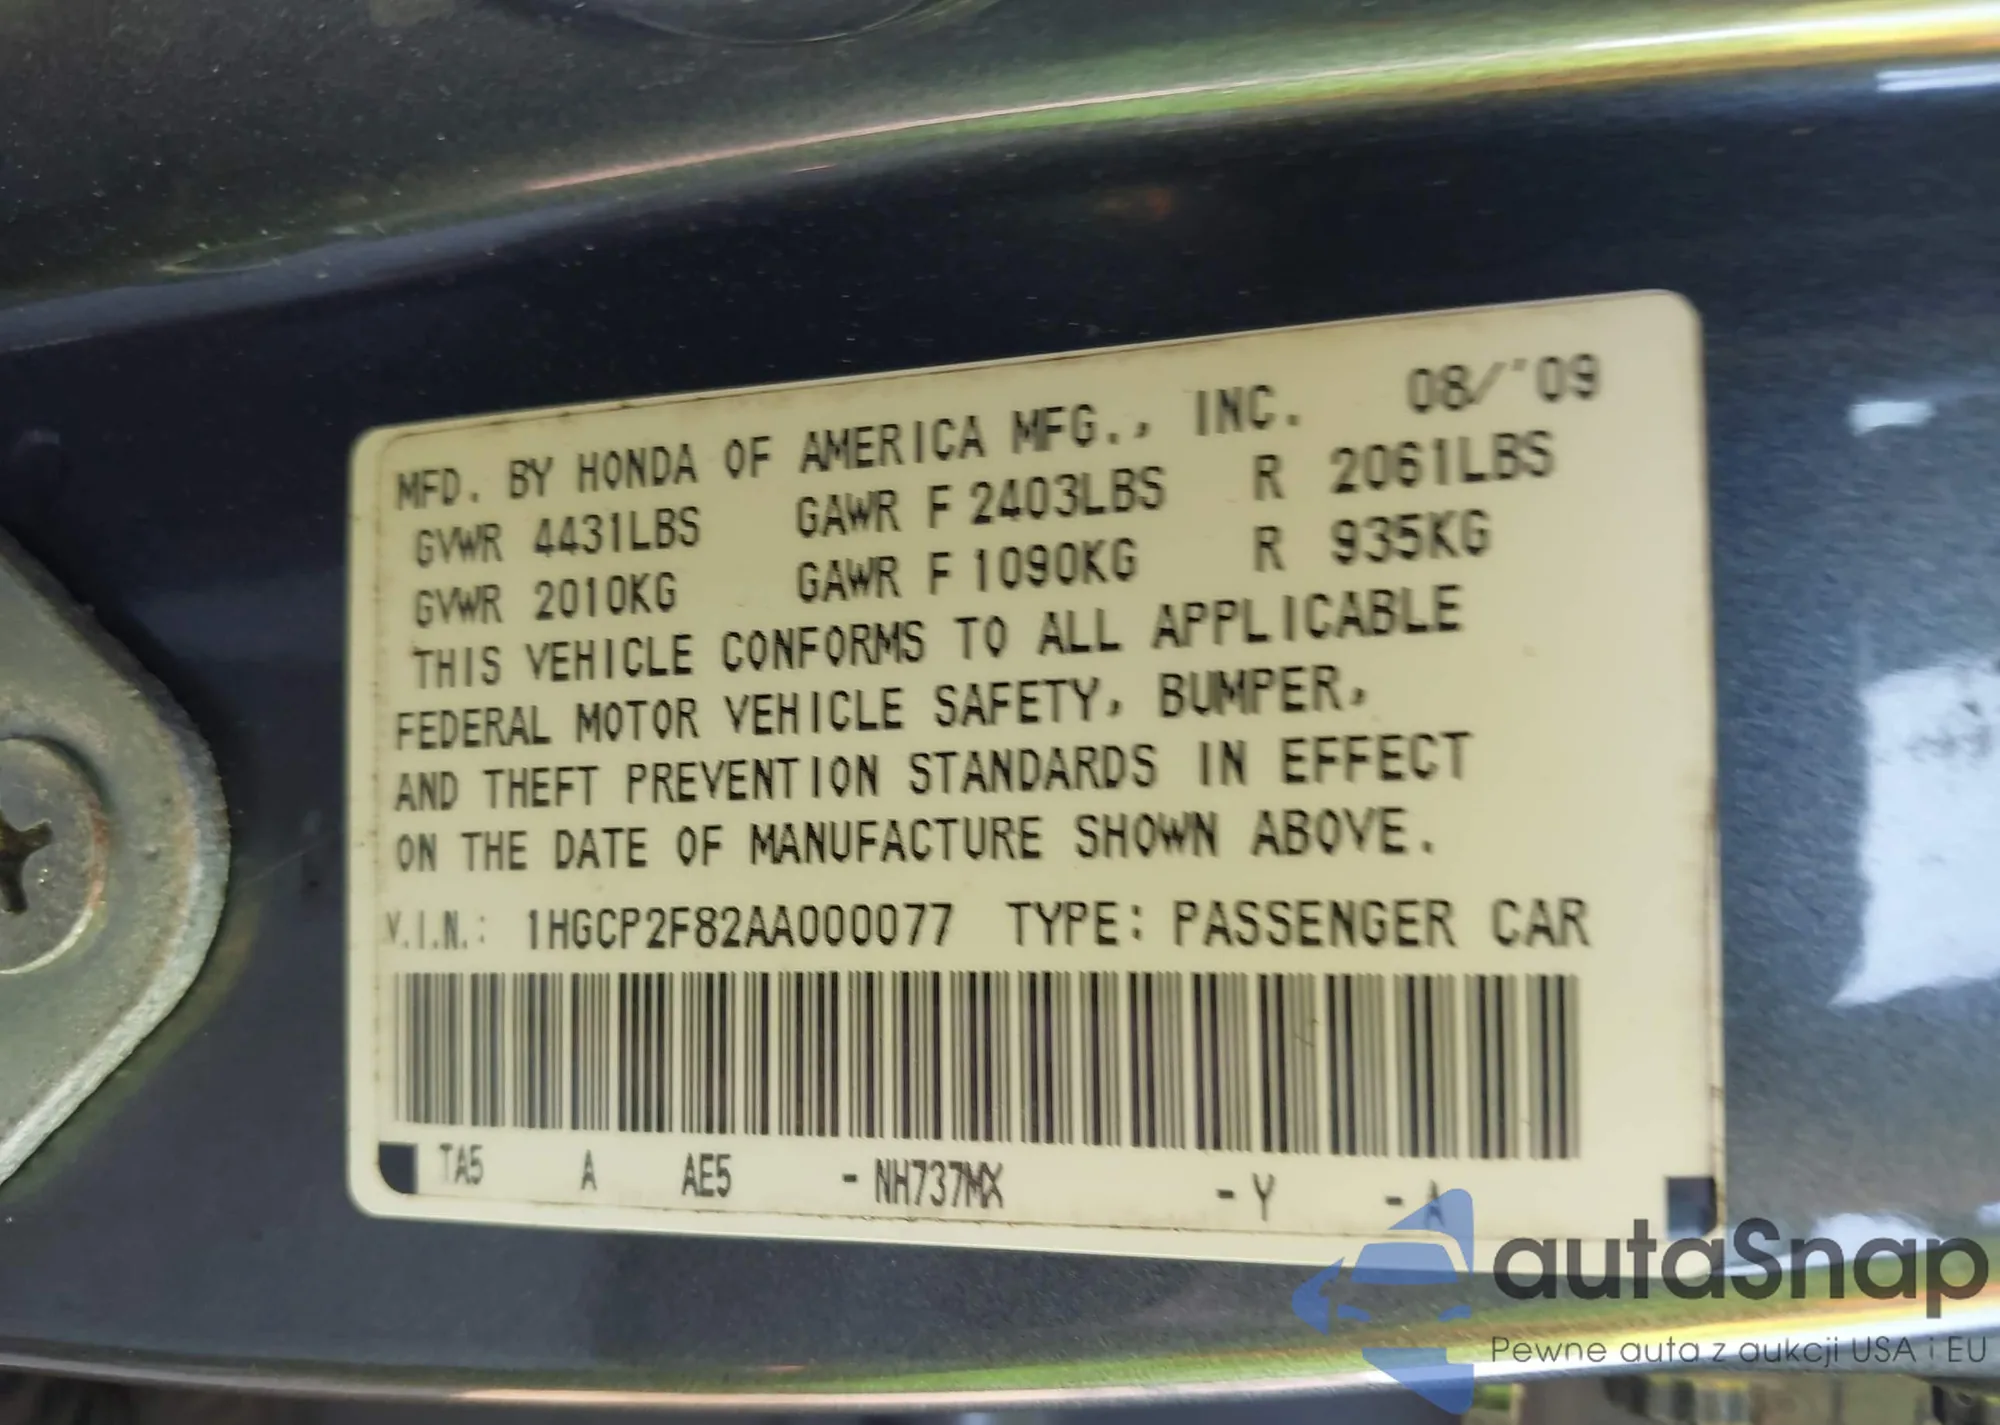 MFD. BY HONDA OF AMERICA MFG., INC. 08/"09
GVWR 4431LBS GAWR F 2403LBS R 2061LBS
GVWR 2010KG GAWR F 1090KG R 935KG
THIS VEHICLE CONFORMS TO ALL APPLICABLE
FEDERAL MOTOR VEHICLE SAFETY, BUMPER,
AND THEFT PREVENTION STANDARDS IN EFFECT
ON THE DATE OF MANUFACTURE SHOWN ABOVE.
V.I.N.: 1HGCP2F82AA000077 TYPE: PASSENGER CAR
TA5 A AE5 - NH737MX - Y - A
autaSnap
Pewne auta z aukcji USA i EU